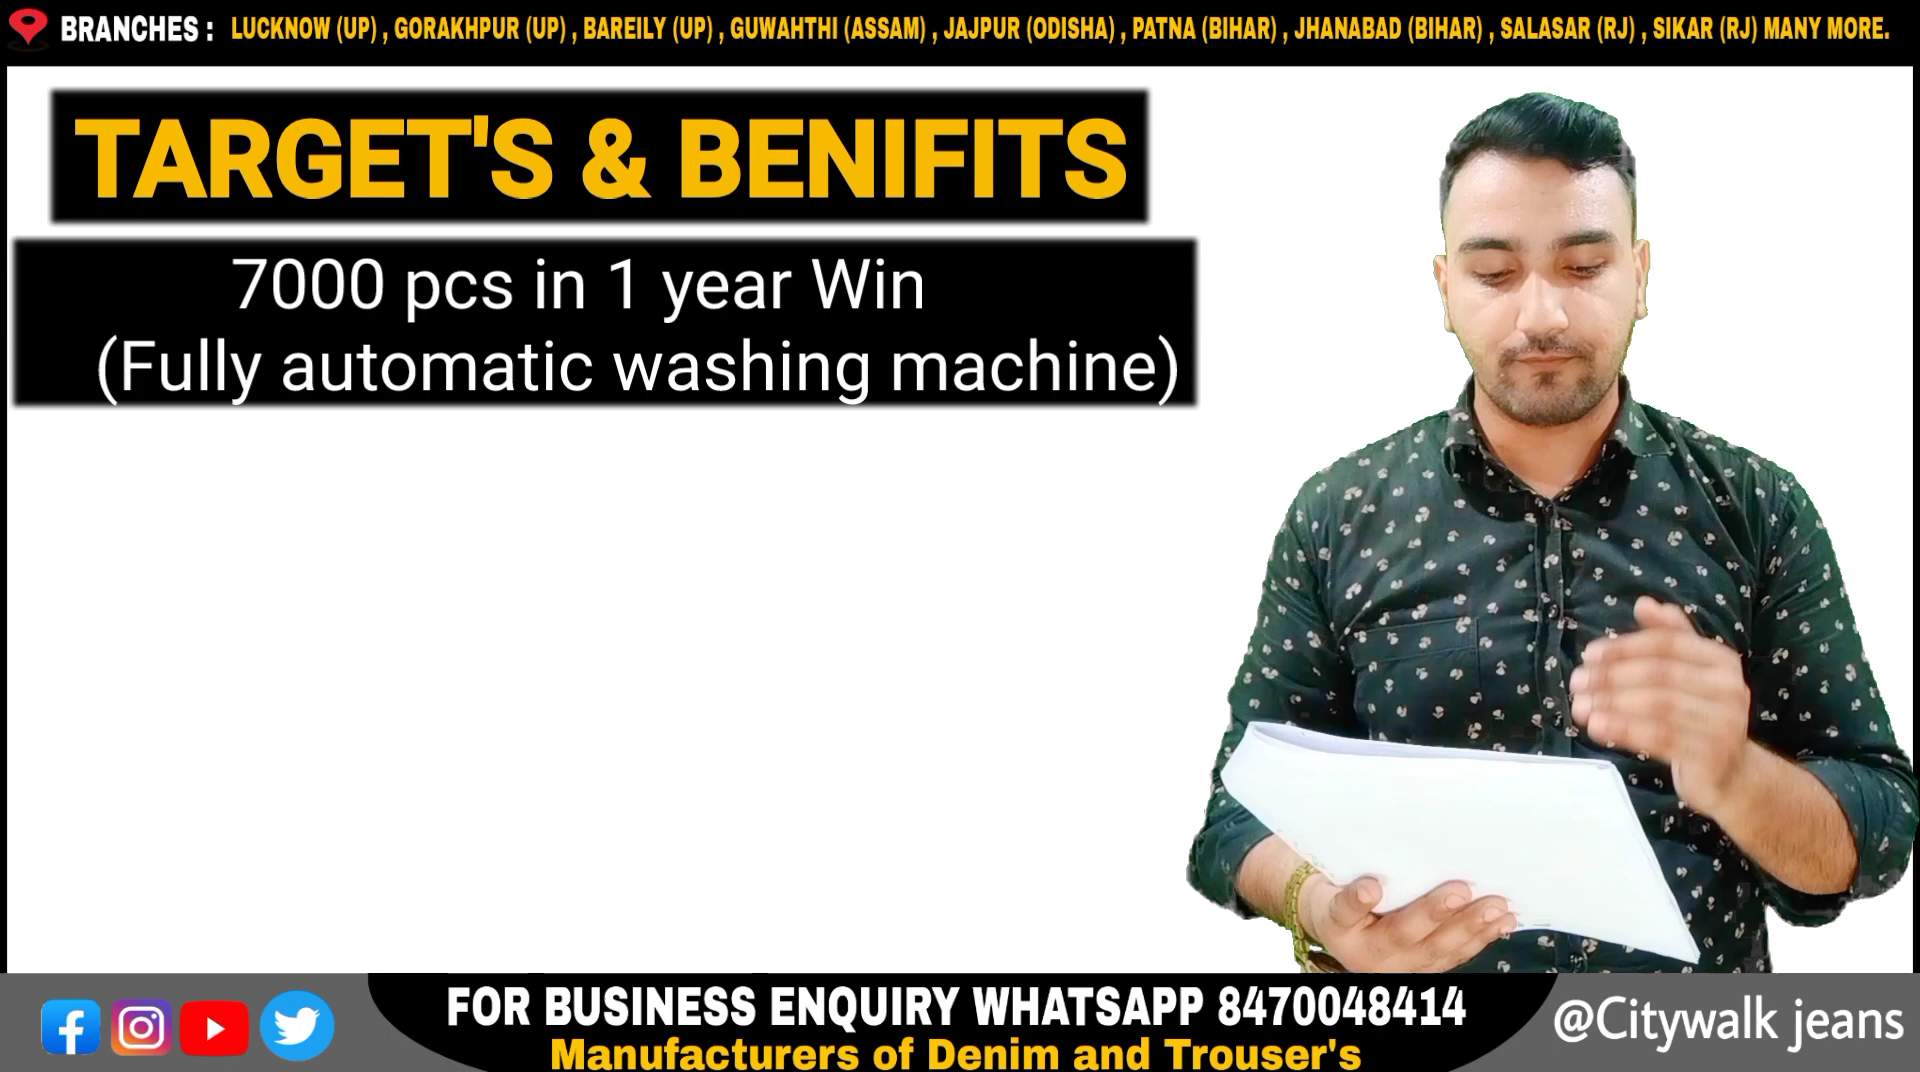 BRANCHES : LUCKNOW (UP) , GORAKHPUR (UP) , BAREILY (UP) , GUWAHTHI (ASSAM) , JAJPUR (ODISHA) , PATNA (BIHAR) , JHANABAD (BIHAR) , SALASAR (RJ) , SIKAR (RJ) MANY MORE.
TARGET'S & BENIFITS
7000 pcs in 1 year Win
(Fully automatic washing machine)
FOR BUSINESS ENQUIRY WHATSAPP 8470048414
Manufacturers of Denim and Trouser's
@Citywalk jeans